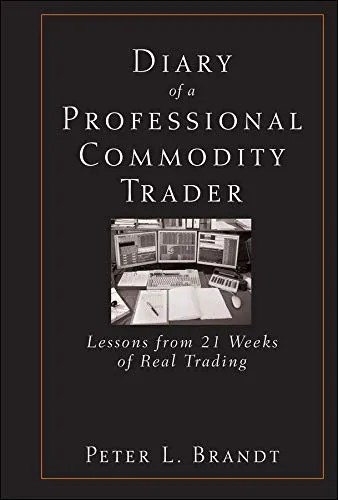 DIARY
of a
PROFESSIONAL
COMMODITY
TRADER
Lessons from 21 Weeks
of Real Trading
PETER L. BRANDT